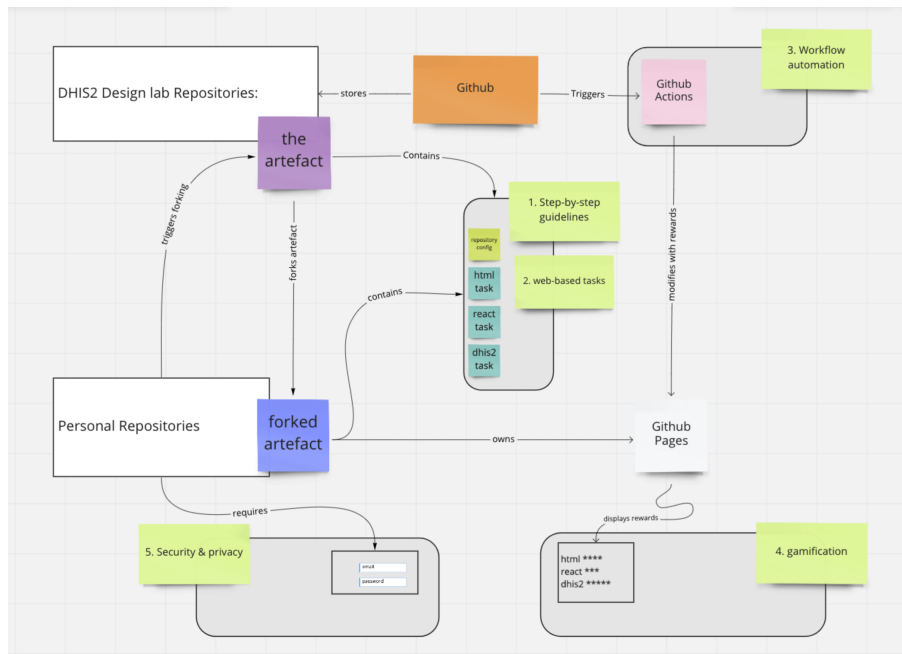 3. Workflow
automation
DHIS2 Design lab Repositories:
stores
Github
Triggers
Github
Actions
the
artefact
Contains
triggers forking
forks artefact
modifies with rewards
1. Step-by-step
guidelines
repository
config
html
task
2. web-based tasks
contains
react
task
dhis2
task
Personal Repositories
forked
artefact
owns
Github
Pages
requires
displays rewards
5. Security & privacy
email
password
html ****
react ***
dhis2 *****
4. gamification